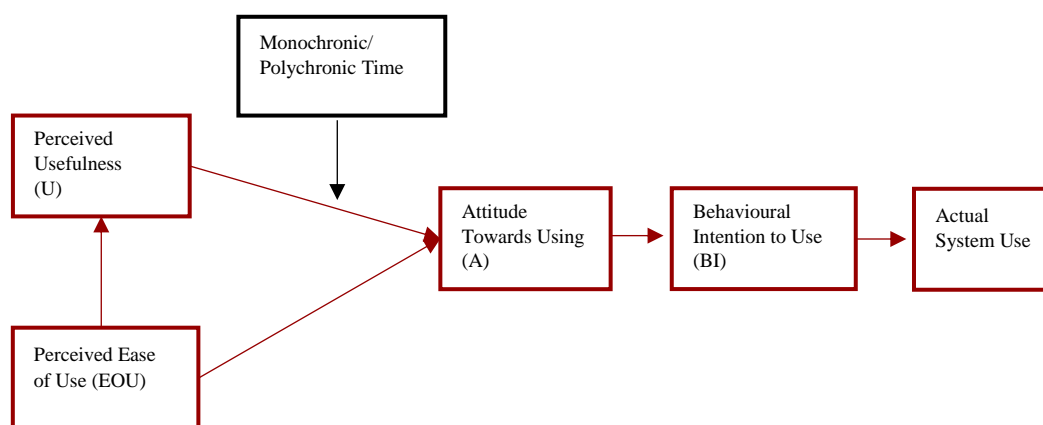 Monochronic/
Polychronic Time
Perceived
Usefulness
(U)
Attitude
Towards Using
(A)
Behavioural
Intention to Use
(BI)
Actual
System Use
Perceived Ease
of Use (EOU)